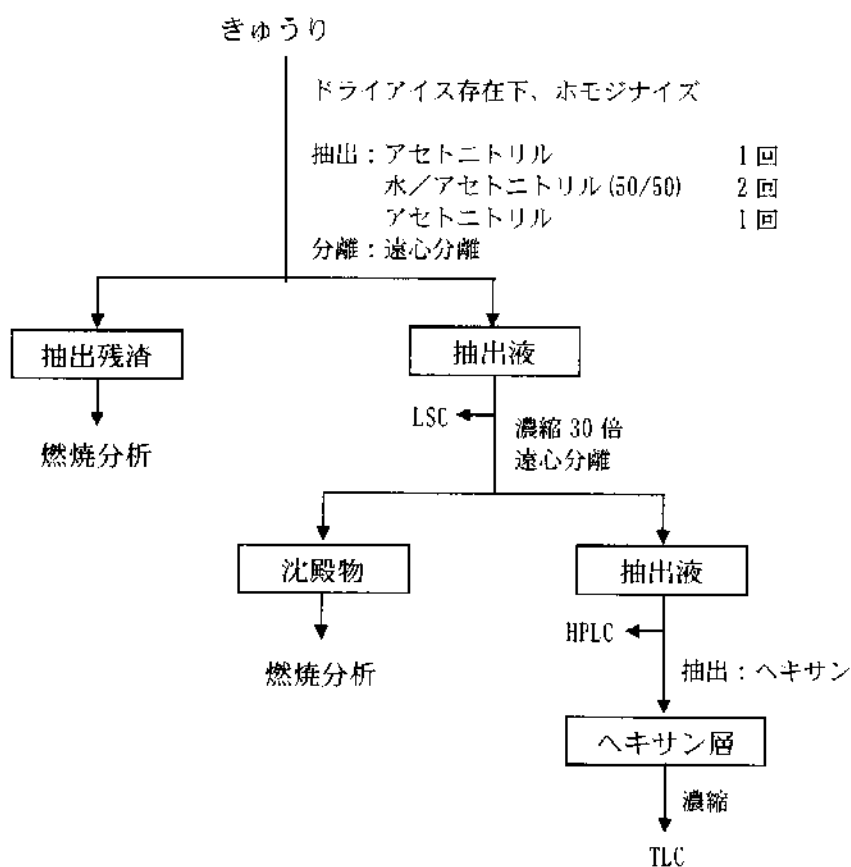 きゅうり
ドライアイス存在下、ホモジナイズ
抽出：アセトニトリル 1回
水／アセトニトリル(50/50) 2回
アセトニトリル 1回
分離：遠心分離
抽出残渣
抽出液
LSC
濃縮30倍
遠心分離
燃焼分析
沈殿物
抽出液
HPLC
燃焼分析
抽出：ヘキサン
ヘキサン層
濃縮
TLC